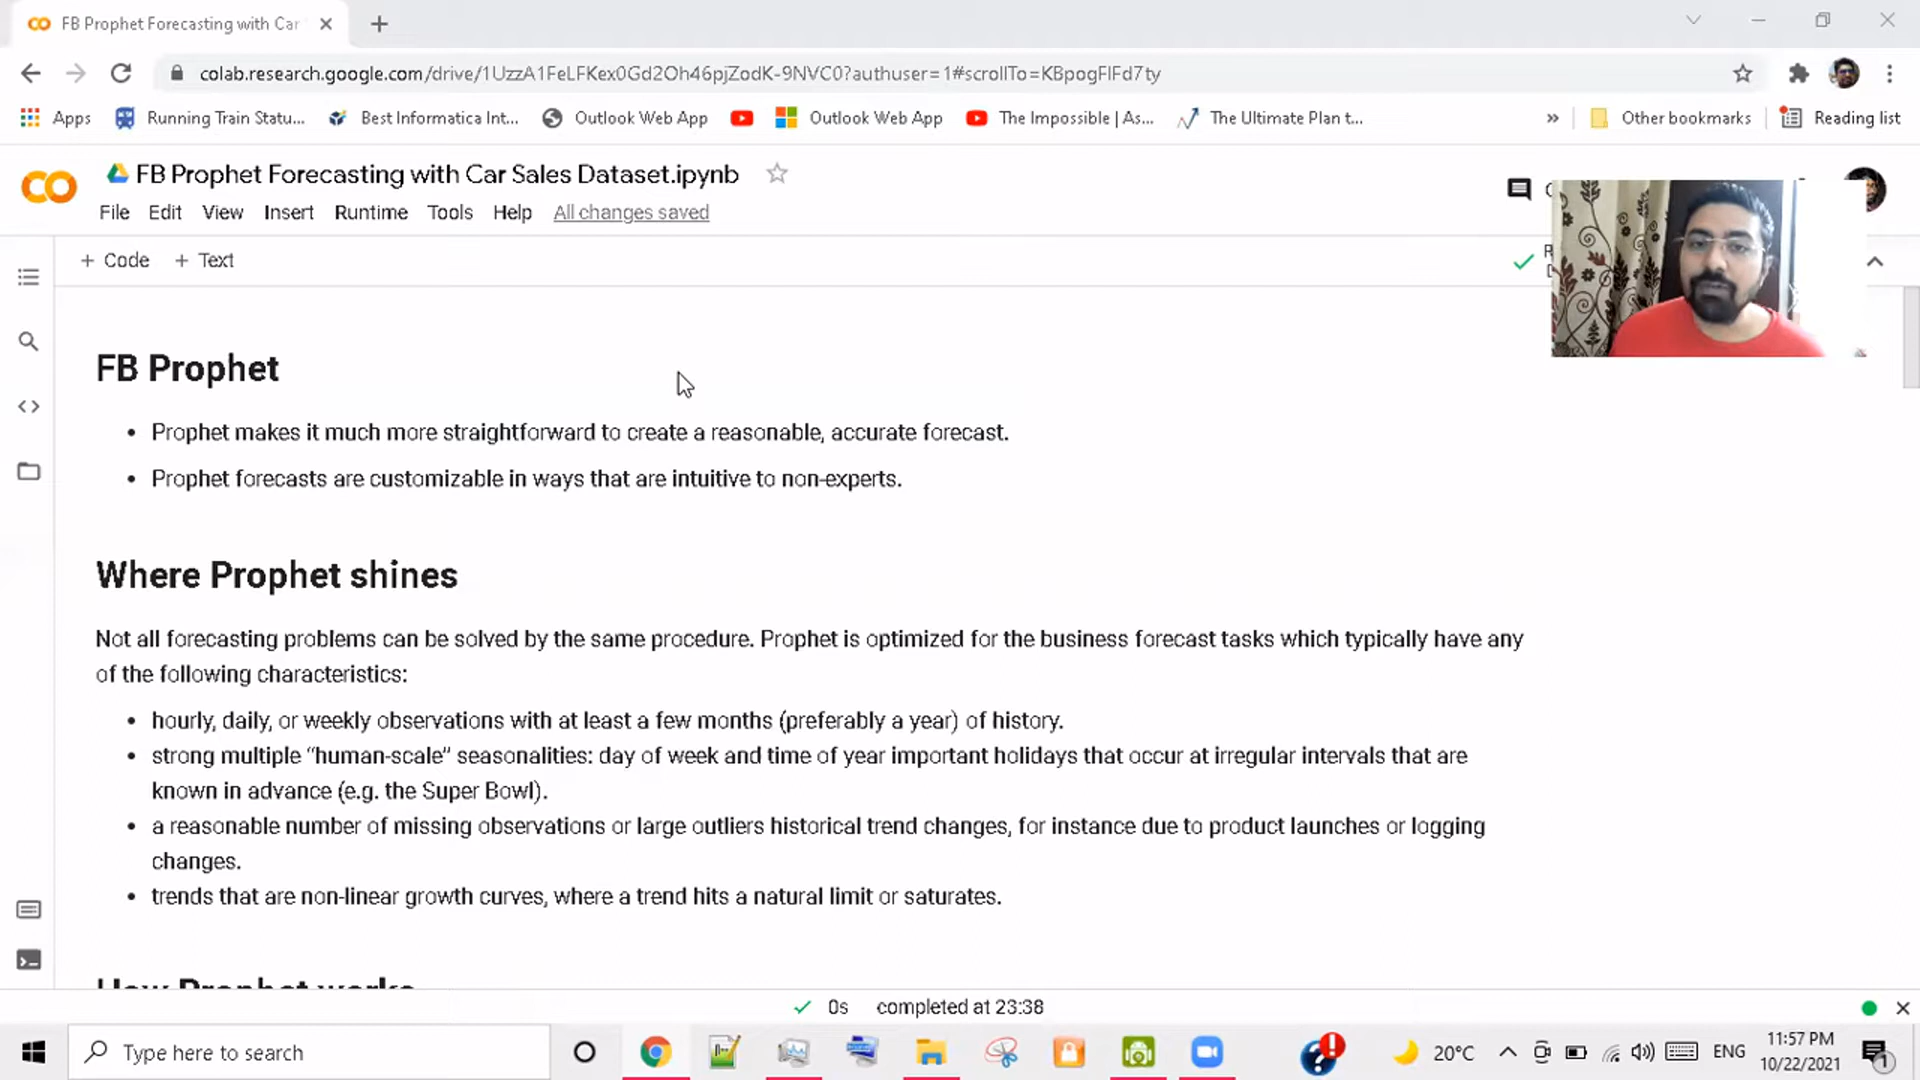 FB Prophet Forecasting with Car
colab.research.google.com/drive/1UzzA1FeLFKex0Gd2Oh46pjZodK-9NVC0?authuser=1#scrollTo=KBpogFlFd7ty
Apps Running Train Statu... Best Informatica Int... Outlook Web App Outlook Web App The Impossible | As... The Ultimate Plan t... » Other bookmarks Reading list
FB Prophet Forecasting with Car Sales Dataset.ipynb
File Edit View Insert Runtime Tools Help All changes saved
+ Code + Text
FB Prophet
• Prophet makes it much more straightforward to create a reasonable, accurate forecast.
• Prophet forecasts are customizable in ways that are intuitive to non-experts.
Where Prophet shines
Not all forecasting problems can be solved by the same procedure. Prophet is optimized for the business forecast tasks which typically have any
of the following characteristics:
• hourly, daily, or weekly observations with at least a few months (preferably a year) of history.
• strong multiple “human-scale” seasonalities: day of week and time of year important holidays that occur at irregular intervals that are
known in advance (e.g. the Super Bowl).
• a reasonable number of missing observations or large outliers historical trend changes, for instance due to product launches or logging
changes.
• trends that are non-linear growth curves, where a trend hits a natural limit or saturates.
How Prophet works
0s completed at 23:38
Type here to search
20°C
ENG
11:57 PM
10/22/2021
1